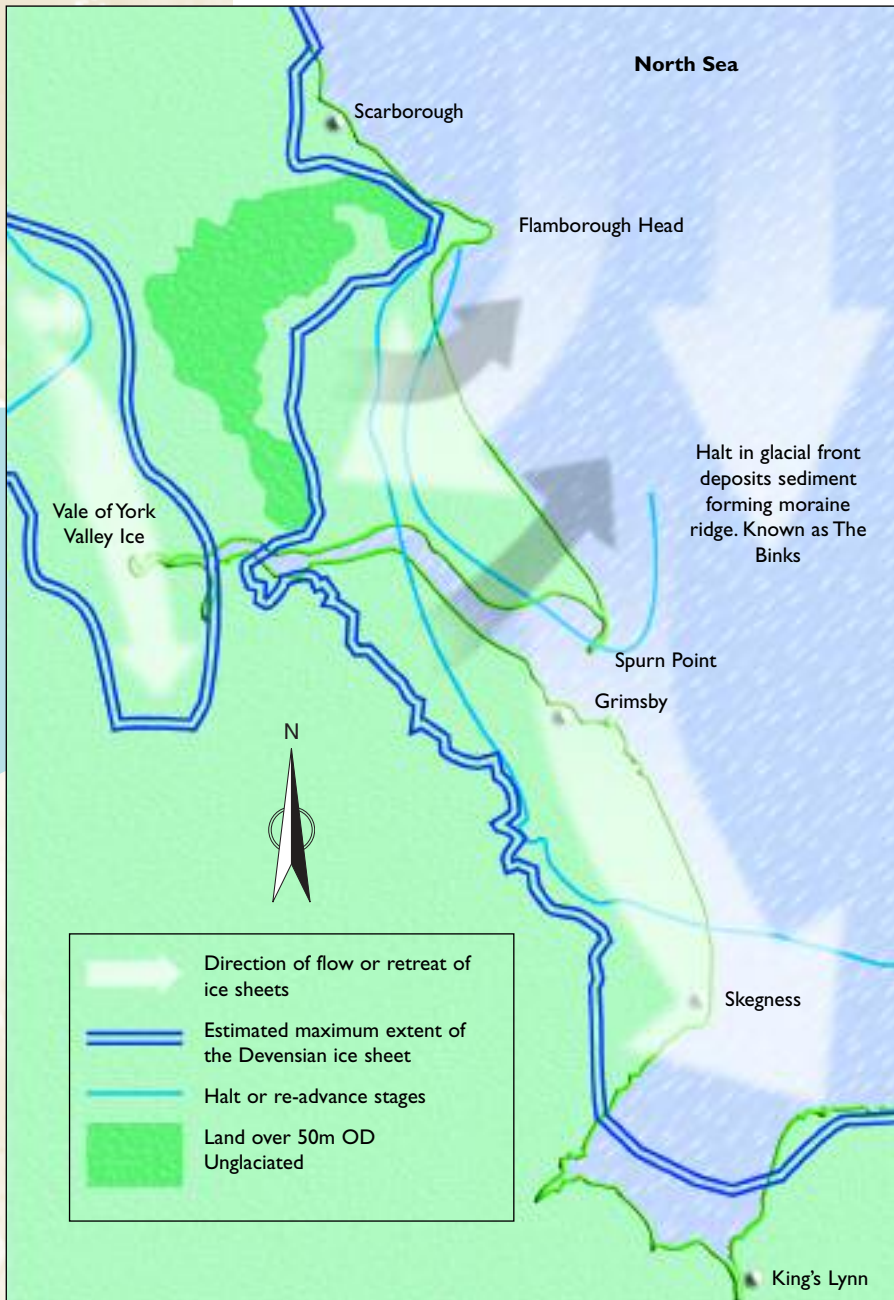 North Sea
Scarborough
Flamborough Head
Halt in glacial front
deposits sediment
forming moraine
ridge. Known as The
Binks
Vale of York
Valley Ice
Spurn Point
Grimsby
N
Skegness
Direction of flow or retreat of
ice sheets
Estimated maximum extent of
the Devensian ice sheet
Halt or re-advance stages
Land over 50m OD
Unglaciated
King's Lynn